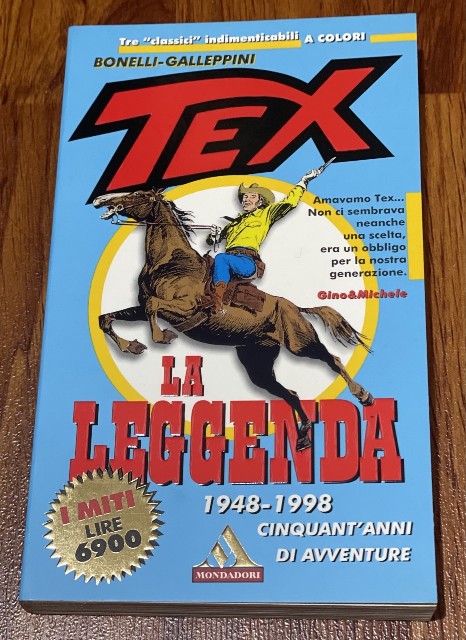 Tre "classici" indimenticabili A COLORI
BONELLI-GALLEPPINI
TEX
Amavamo Tex...
Non ci sembrava
neanche
una scelta,
era un obbligo
per la nostra
generazione.
Gino&Michele
LA
LEGGENDA
1948-1998
CINQUANT'ANNI
DI AVVENTURE
I MITI
LIRE
6900
MONDADORI